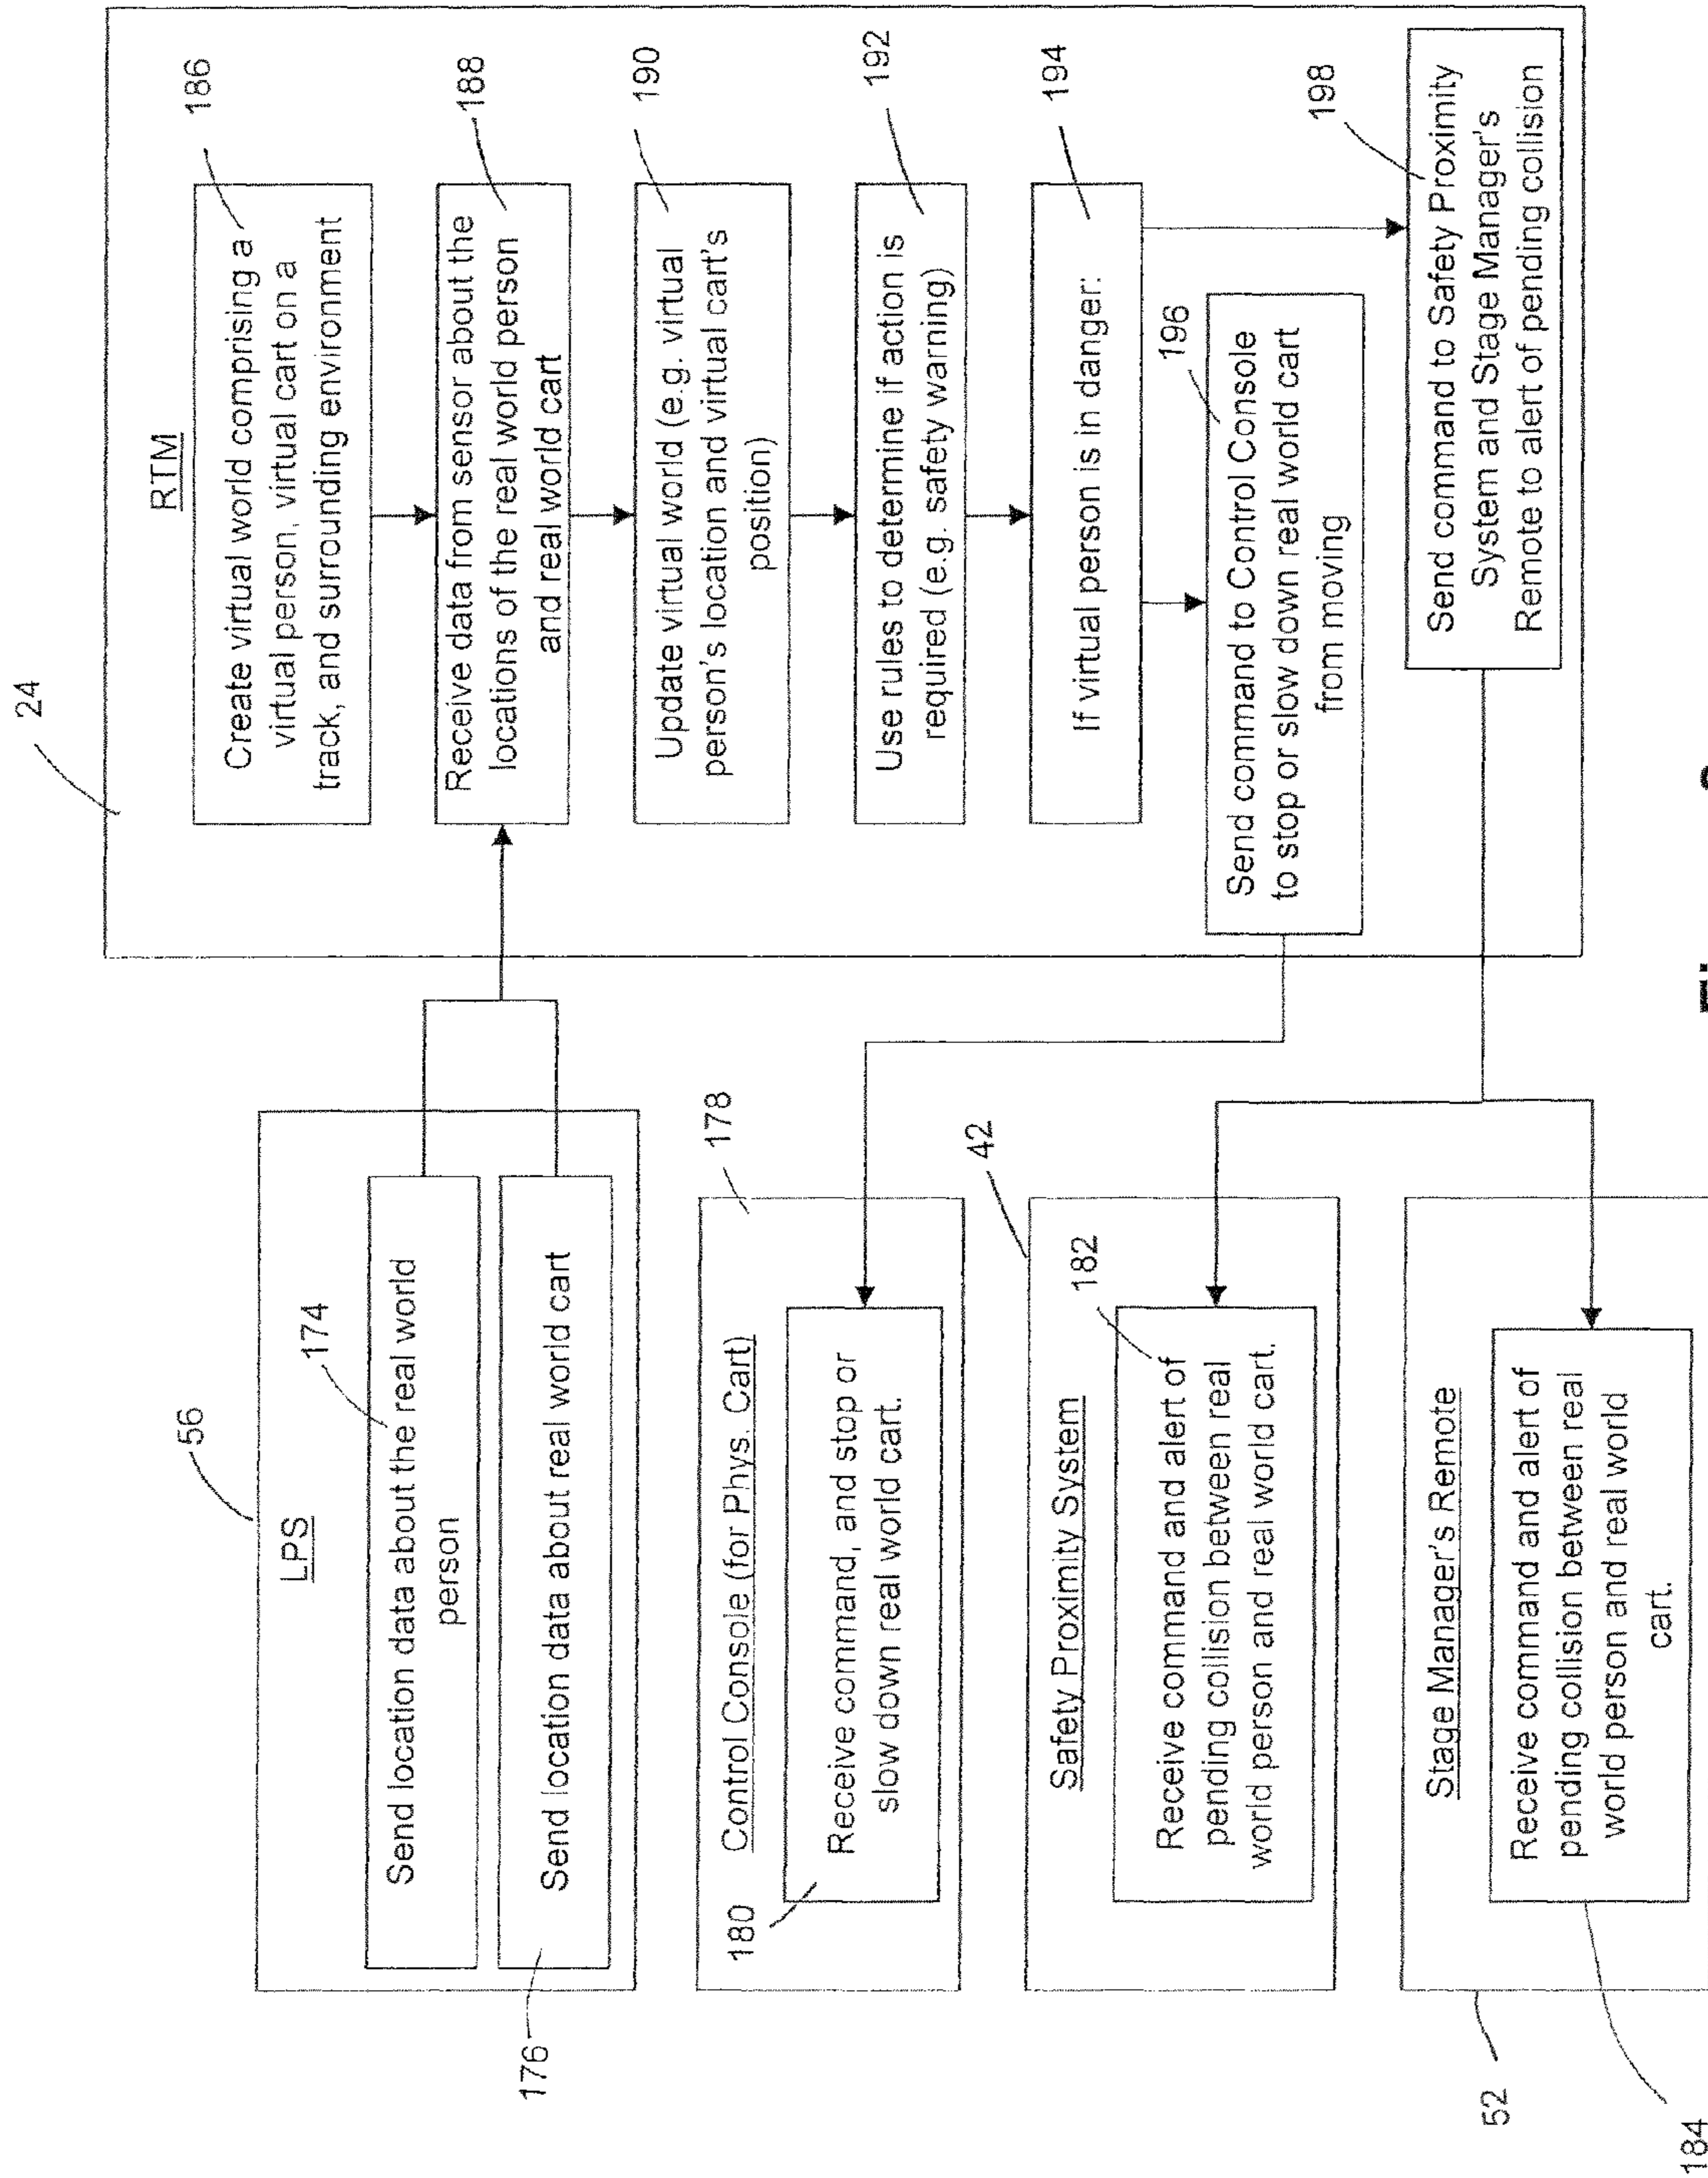 24
RTM
186
Create virtual world comprising a
virtual person, virtual cart on a
track, and surrounding environment
188
Receive data from sensor about the
locations of the real world person
and real world cart
190
Update virtual world (e.g. virtual
person's location and virtual cart's
position)
192
Use rules to determine if action is
required (e.g. safety warning)
194
If virtual person is in danger:
196
Send command to Control Console
to stop or slow down real world cart
from moving
198
Send command to Safety Proximity
System and Stage Manager's
Remote to alert of pending collision
56
LPS
174
Send location data about the real world
person
176
Send location data about real world cart
178
Control Console (for Phys. Cart)
180
Receive command, and stop or
slow down real world cart.
42
Safety Proximity System
182
Receive command and alert of
pending collision between real
world person and real world cart.
52
Stage Manager's Remote
184
Receive command and alert of
pending collision between real
world person and real world
cart.